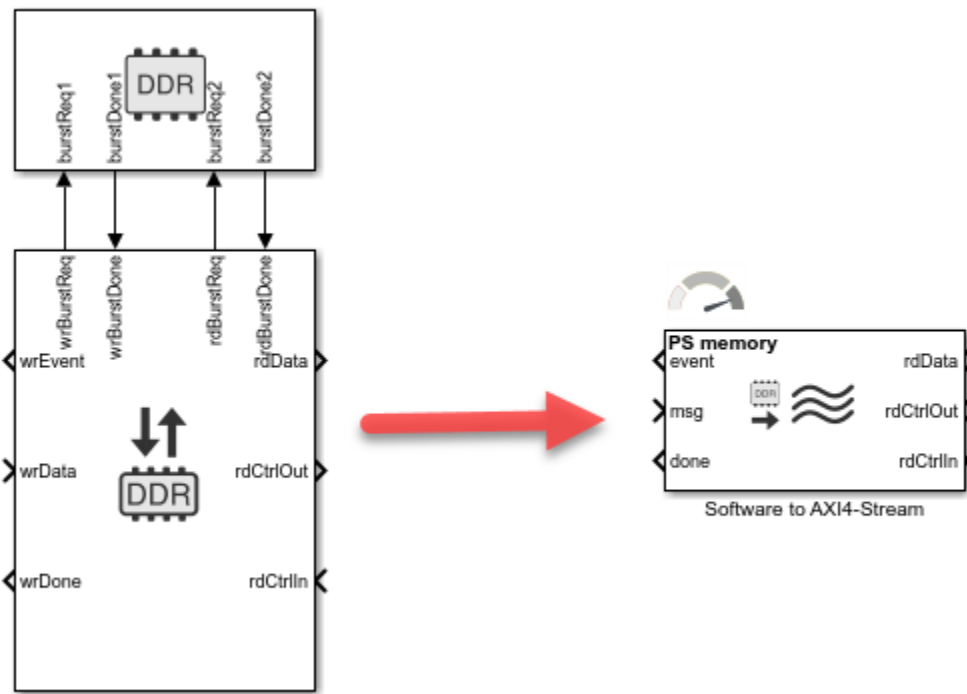 DDR
burstReq1
burstDone1
burstReq2
burstDone2
wrBurstReq
wrBurstDone
rdBurstReq
rdBurstDone
wrEvent
rdData
wrData
rdCtrlOut
DDR
wrDone
rdCtrlIn
PS memory
event
rdData
DDR
msg
rdCtrlOut
done
rdCtrlIn
Software to AXI4-Stream